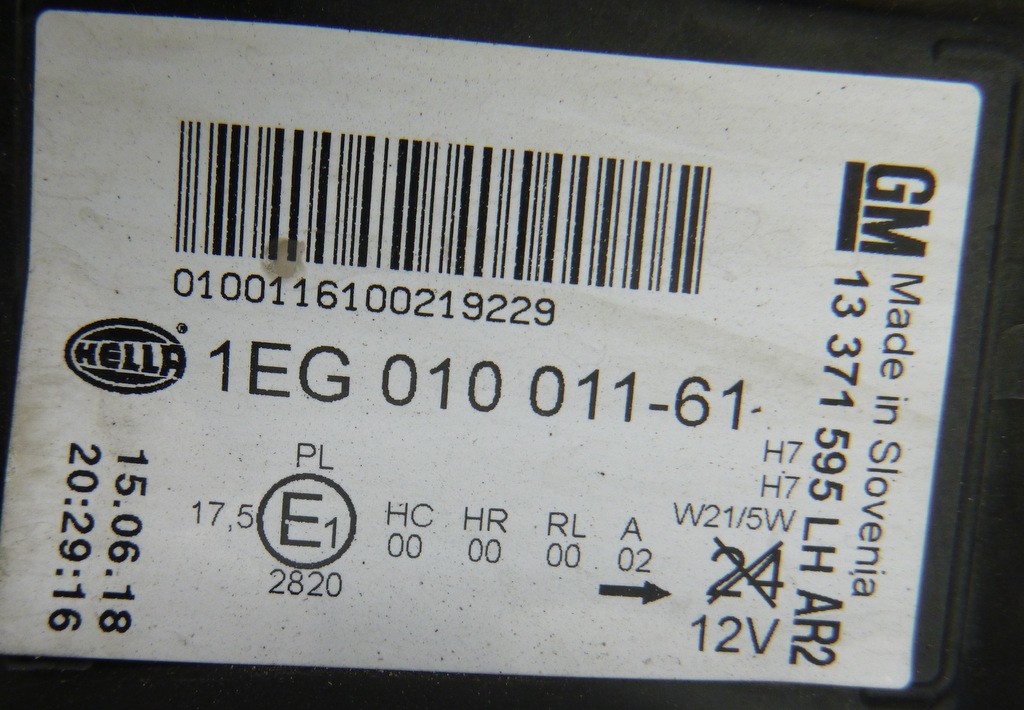 0100116100219229
HELLA®
1EG 010 011-61
PL
17,5 E1
2820
HC HR RL A
00 00 00 02
H7
H7
W21/5W
24
12V
15.06.18
20:29:16
GM
Made in Slovenija
13 371 595 LH AR2